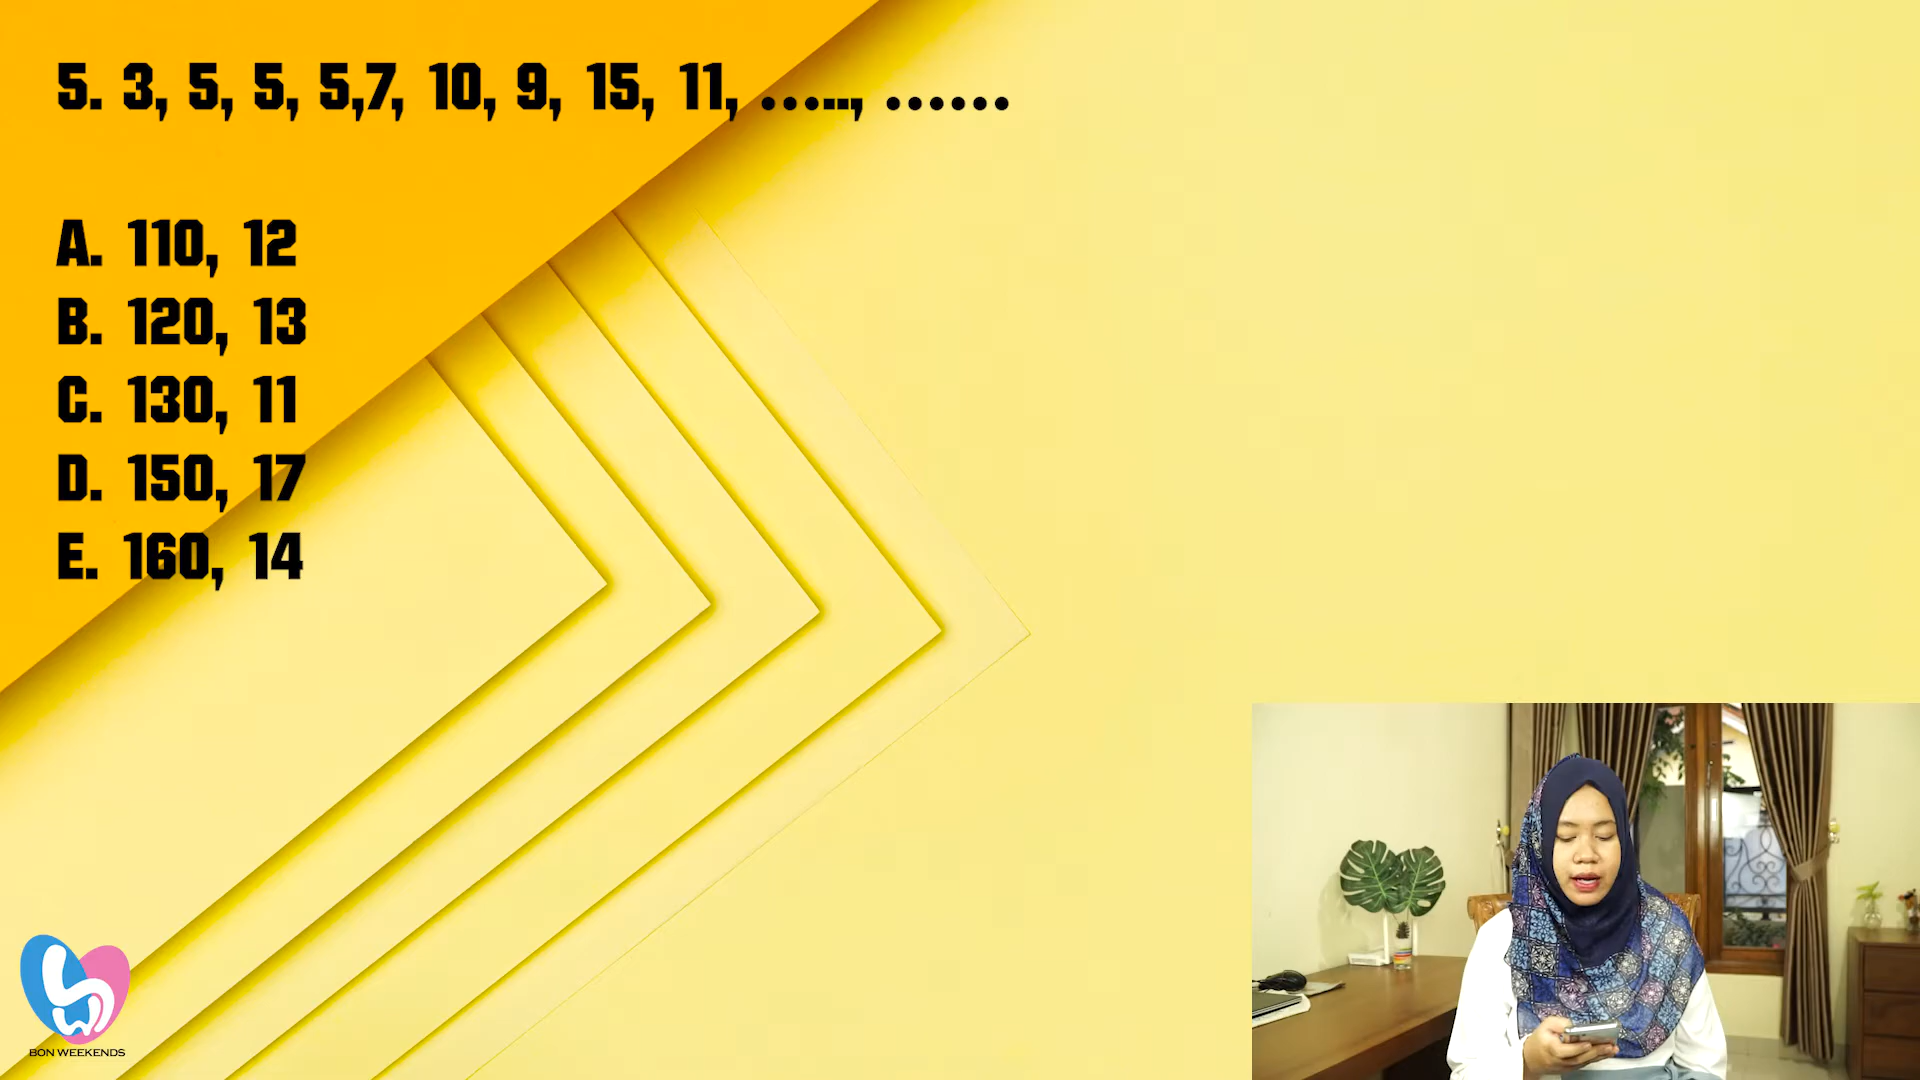 5. 3, 5, 5, 5,7, 10, 9, 15, 11, ......, ......
A. 110, 12
B. 120, 13
C. 130, 11
D. 150, 17
E. 160, 14
BON WEEKENDS